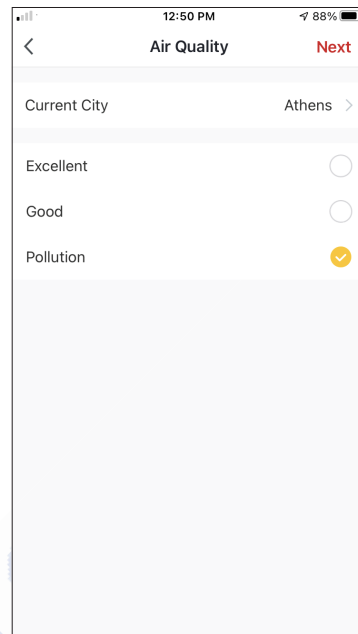 12:50 PM 88%
Air Quality Next
Current City Athens
Excellent
Good
Pollution